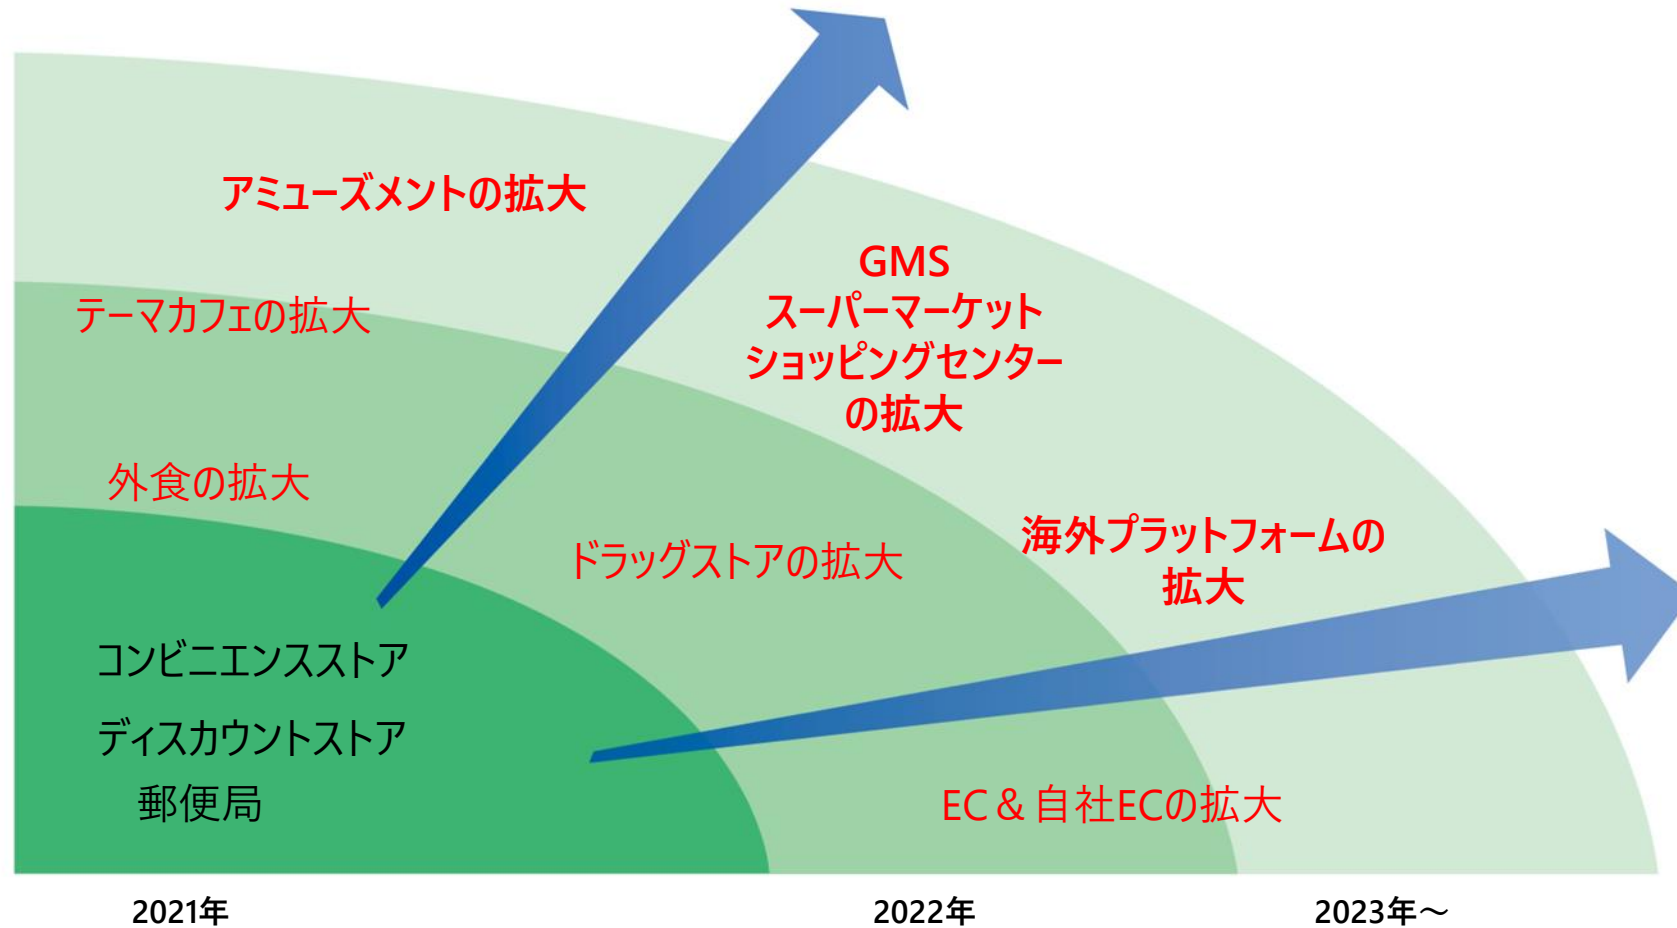 アミューズメントの拡大
GMS
スーパーマーケット
ショッピングセンター
の拡大
テーマカフェの拡大
外食の拡大
ドラッグストアの拡大
海外プラットフォームの
拡大
コンビニエンスストア
ディスカウントストア
郵便局
EC＆自社ECの拡大
2021年
2022年
2023年～